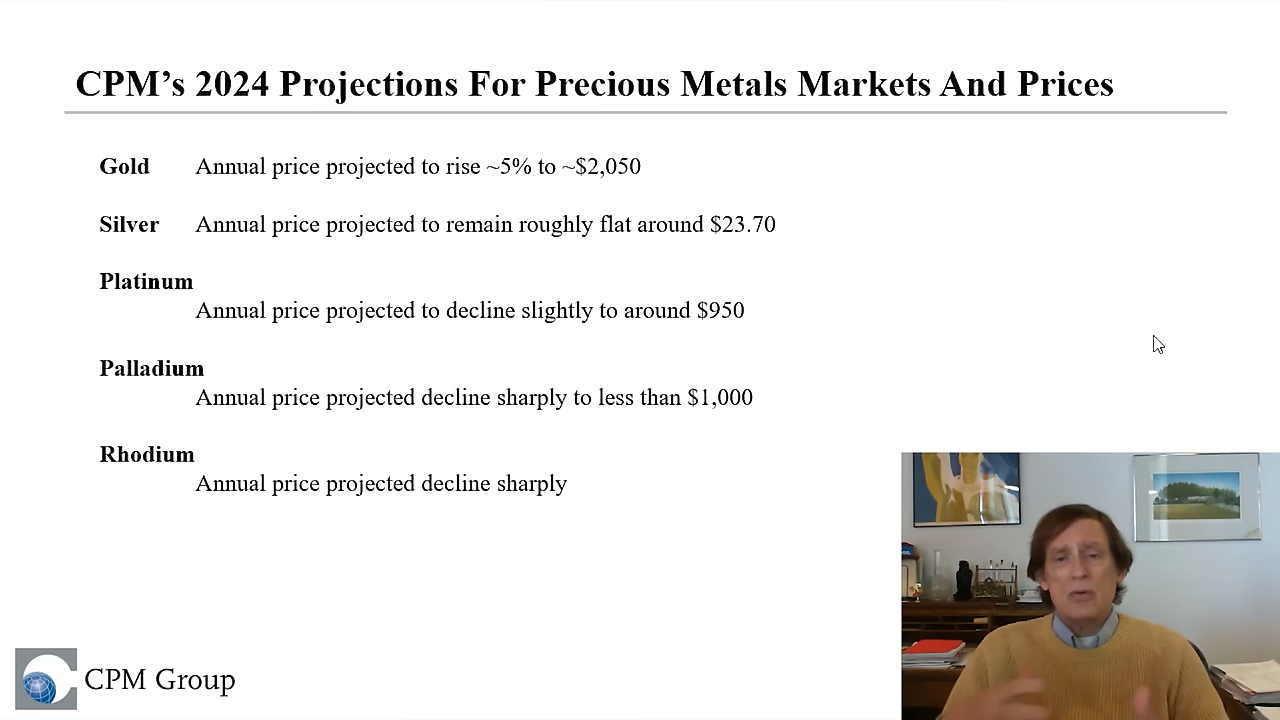 CPM’s 2024 Projections For Precious Metals Markets And Prices
Gold Annual price projected to rise ~5% to ~$2,050
Silver Annual price projected to remain roughly flat around $23.70
Platinum
Annual price projected to decline slightly to around $950
Palladium
Annual price projected decline sharply to less than $1,000
Rhodium
Annual price projected decline sharply
CPM Group